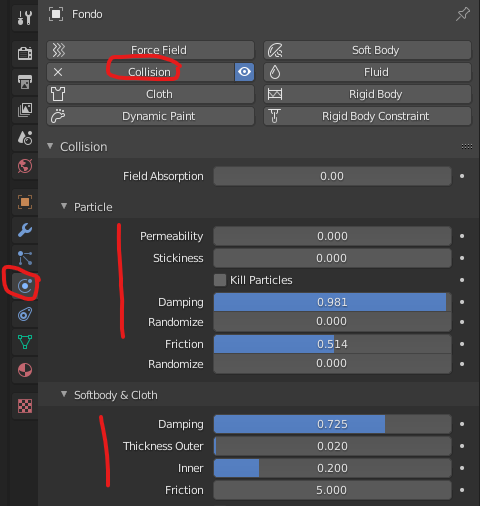 Fondo
Force Field
Soft Body
Collision
Fluid
Cloth
Rigid Body
Dynamic Paint
Rigid Body Constraint
Collision
Field Absorption 0.00
Particle
Permeability 0.000
Stickiness 0.000
Kill Particles
Damping 0.981
Randomize 0.000
Friction 0.514
Randomize 0.000
Softbody & Cloth
Damping 0.725
Thickness Outer 0.020
Inner 0.200
Friction 5.000